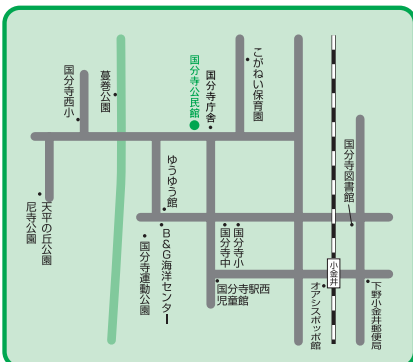 国分寺西小
蔓巻公園
国分寺公民館
国分寺庁舎
こがねい保育園
国分寺図書館
天平の丘公園
尼寺公園
ゆうゆう館
B&G海洋センター
国分寺運動公園
国分寺小
国分寺中
国分寺駅西
児童館
小金井
オアシスポッポ館
下野小金井郵便局